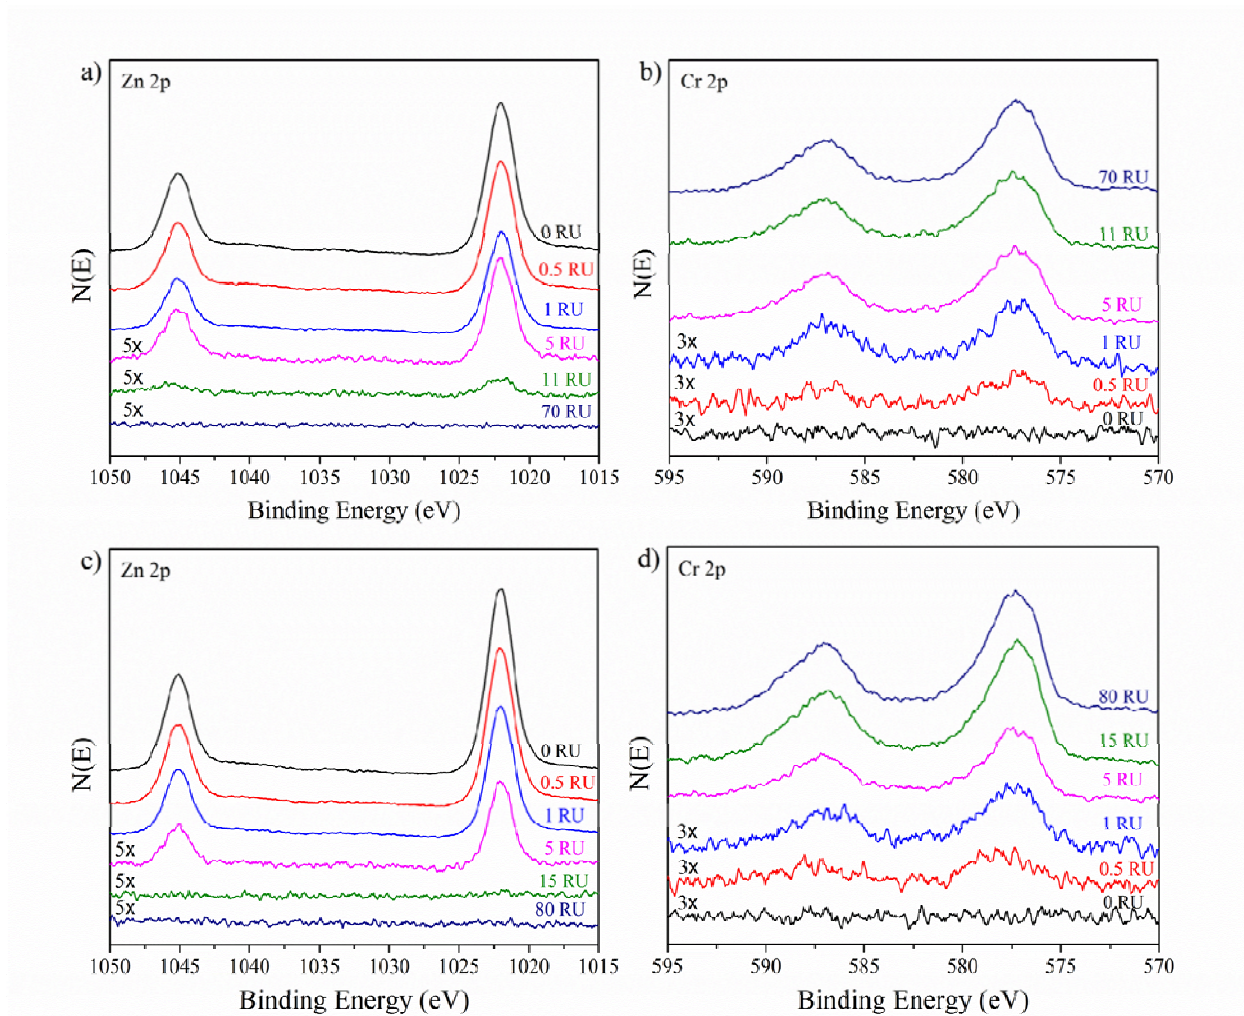 a)
Zn 2p
0 RU
0.5 RU
1 RU
5x
5 RU
5x
11 RU
5x
70 RU
N(E)
1050 1045 1040 1035 1030 1025 1020 1015
Binding Energy (eV)
b)
Cr 2p
70 RU
11 RU
5 RU
3x
1 RU
3x
0.5 RU
3x
0 RU
N(E)
595 590 585 580 575 570
Binding Energy (eV)
c)
Zn 2p
0 RU
0.5 RU
1 RU
5x
5 RU
5x
15 RU
5x
80 RU
N(E)
1050 1045 1040 1035 1030 1025 1020 1015
Binding Energy (eV)
d)
Cr 2p
80 RU
15 RU
5 RU
3x
1 RU
3x
0.5 RU
3x
0 RU
N(E)
595 590 585 580 575 570
Binding Energy (eV)